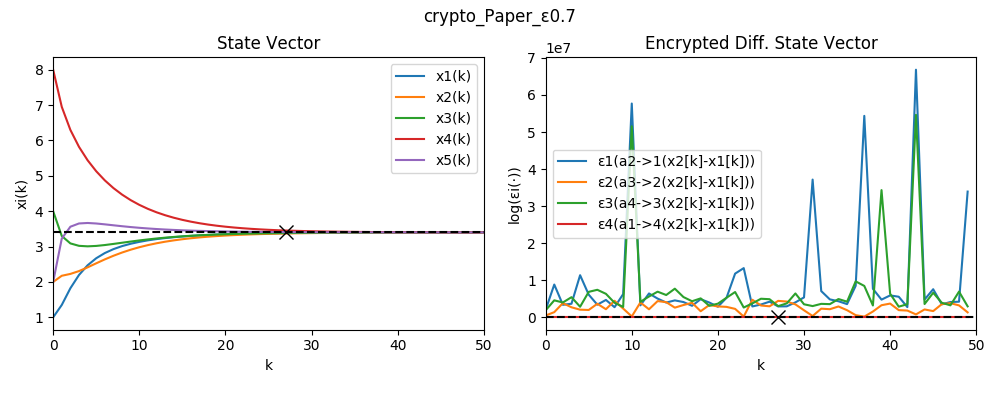 crypto_Paper_ε0.7
State Vector
8
7
6
5
4
3
2
1
xi(k)
0
10
20
30
40
50
k
x1(k)
x2(k)
x3(k)
x4(k)
x5(k)
Encrypted Diff. State Vector
1e7
7
6
5
4
3
2
1
0
log(εi(·))
0
10
20
30
40
50
k
ε1(a2->1(x2[k]-x1[k]))
ε2(a3->2(x2[k]-x1[k]))
ε3(a4->3(x2[k]-x1[k]))
ε4(a1->4(x2[k]-x1[k]))